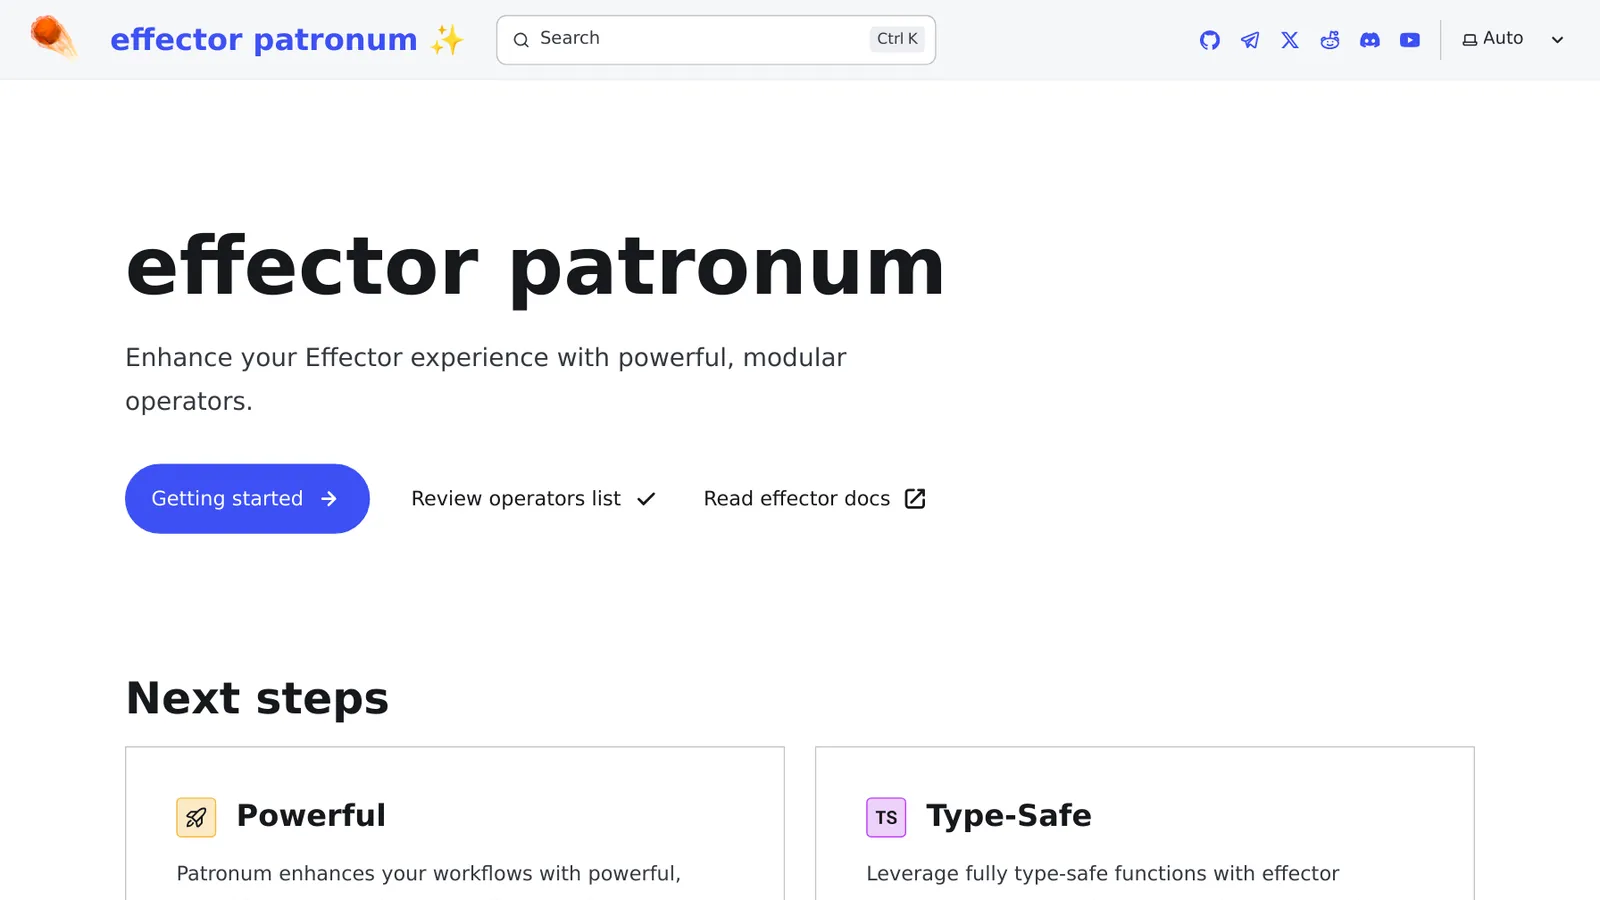 effector patronum ✨
Search
Ctrl K
Auto
effector patronum
Enhance your Effector experience with powerful, modular
operators.
Getting started
Review operators list
Read effector docs
Next steps
Powerful
Patronum enhances your workflows with powerful,
TS
Type-Safe
Leverage fully type-safe functions with effector